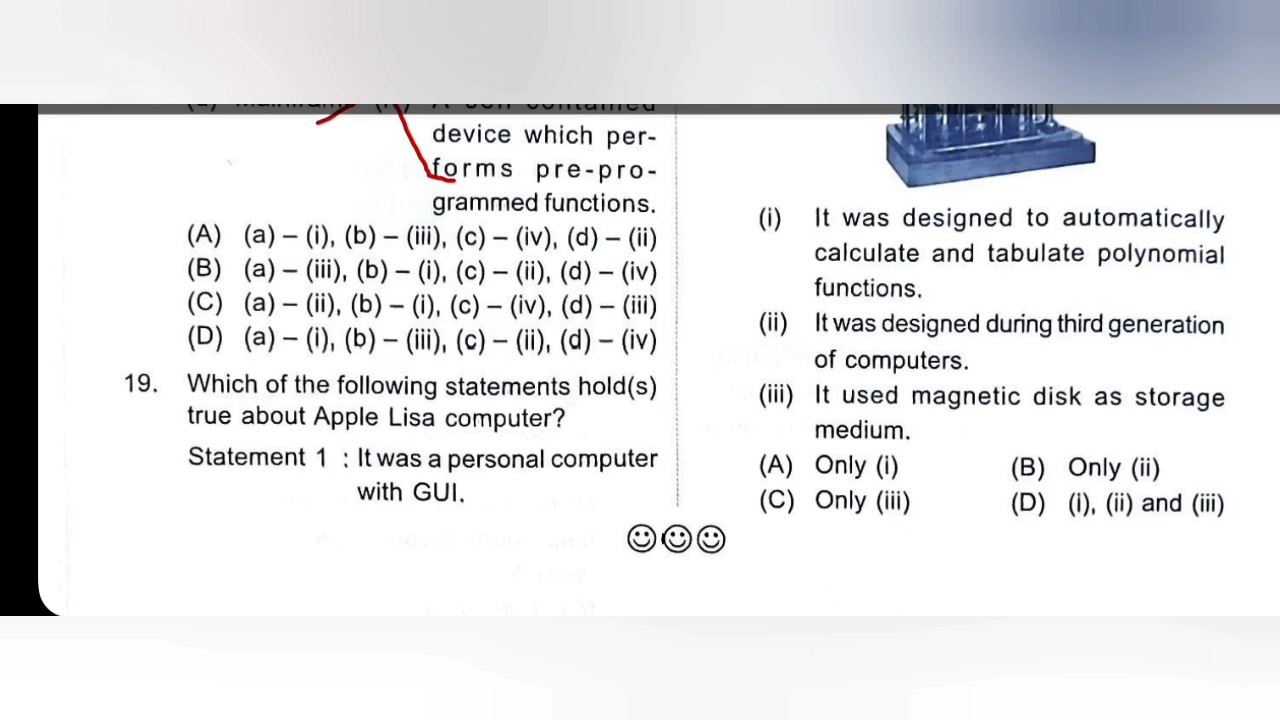 device which per-
forms pre-pro-
grammed functions.
(A) (a) – (i), (b) – (iii), (c) – (iv), (d) – (ii)
(B) (a) – (iii), (b) – (i), (c) – (ii), (d) – (iv)
(C) (a) – (ii), (b) – (i), (c) – (iv), (d) – (iii)
(D) (a) – (i), (b) – (iii), (c) – (ii), (d) – (iv)
19. Which of the following statements hold(s)
true about Apple Lisa computer?
Statement 1 : It was a personal computer
with GUI.
(i) It was designed to automatically
calculate and tabulate polynomial
functions.
(ii) It was designed during third generation
of computers.
(iii) It used magnetic disk as storage
medium.
(A) Only (i) (B) Only (ii)
(C) Only (iii) (D) (i), (ii) and (iii)